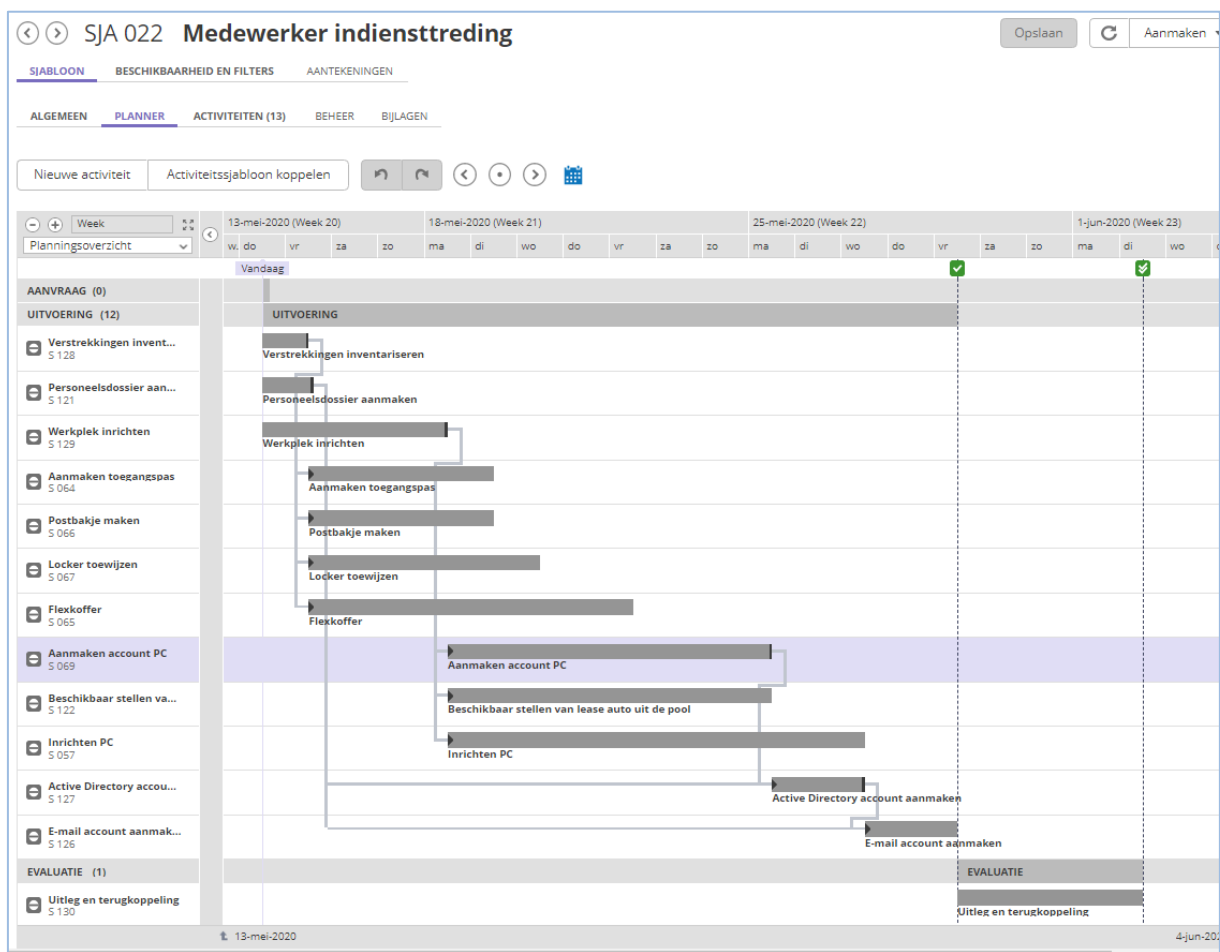 SJA 022 Medewerker indiensttreding
Opslaan Aanmaken
SJABLOON BESCHIKBAARHEID EN FILTERS AANTEKENINGEN
ALGEMEEN PLANNER ACTIVITEITEN (13) BEHEER BIJLAGEN
Nieuwe activiteit Activiteitssjabloon koppelen
Week 13-mei-2020 (Week 20) 18-mei-2020 (Week 21) 25-mei-2020 (Week 22) 1-jun-2020 (Week 23)
Planningsoverzicht w. do vr za zo ma di wo do vr za zo ma di wo do vr za zo ma di wo
Vandaag
AANVRAAG (0)
UITVOERING (12) UITVOERING
Verstrekkingen invent...
S 128
Verstrekkingen inventariseren
Personeelsdossier aan...
S 121
Personeelsdossier aanmaken
Werkplek inrichten
S 129
Werkplek inrichten
Aanmaken toegangspas
S 064
Aanmaken toegangspas
Postbakje maken
S 066
Postbakje maken
Locker toewijzen
S 067
Locker toewijzen
Flexkoffer
S 065
Flexkoffer
Aanmaken account PC
S 069
Aanmaken account PC
Beschikbaar stellen va...
S 122
Beschikbaar stellen van lease auto uit de pool
Inrichten PC
S 057
Inrichten PC
Active Directory accou...
S 127
Active Directory account aanmaken
E-mail account aanmak...
S 126
E-mail account aanmaken
EVALUATIE (1) EVALUATIE
Uitleg en terugkoppeling
S 130
Uitleg en terugkoppeling
13-mei-2020 4-jun-202